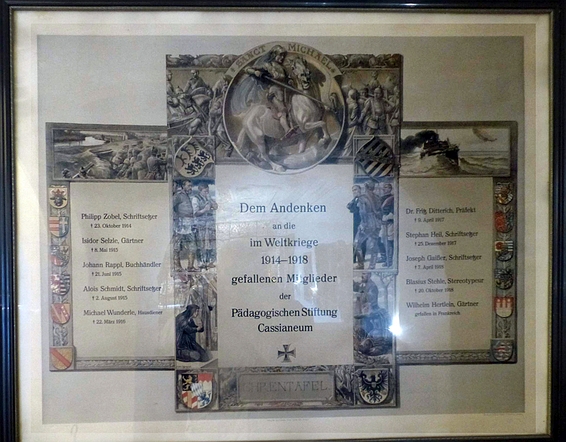 SANCT MICHAEL
Philipp Zobel, Schriftsetzer
† 23. Oktober 1914
Isidor Selzle, Gärtner
† 8. Mai 1915
Johann Rappl, Buchhändler
† 21. Juni 1915
Alois Schmidt, Schriftsetzer
† 2. August 1915
Michael Wunderle, Hausdiener
† 22. März 1916
Dem Andenken
an die
im Weltkriege
1914–1918
gefallenen Mitglieder
der
Pädagogischen Stiftung
Cassianeum
EHRENTAFEL
Dr. Fritz Ditterich, Präfekt
† 9. April 1917
Stephan Heil, Schriftsetzer
† 25. Dezember 1917
Joseph Gailler, Schriftsetzer
† 7. April 1918
Blasius Stehle, Stereotypeur
† 20. Oktober 1918
Wilhelm Hertlein, Gärtner
gefallen in Frankreich